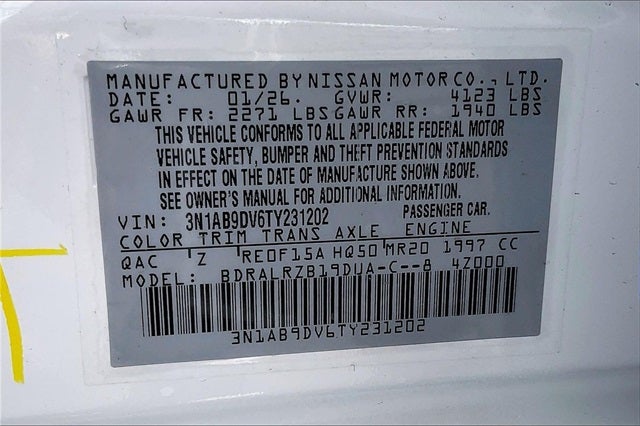 MANUFACTURED BY NISSAN MOTOR CO., LTD.
DATE: 01/26. GVWR: 4123 LBS
GAWR FR: 2271 LBS GAWR RR: 1940 LBS
THIS VEHICLE CONFORMS TO ALL APPLICABLE FEDERAL MOTOR
VEHICLE SAFETY, BUMPER AND THEFT PREVENTION STANDARDS
IN EFFECT ON THE DATE OF MANUFACTURE SHOWN ABOVE.
SEE OWNER'S MANUAL FOR ADDITIONAL INFORMATION.
VIN: 3N1AB9DV6TY231202 PASSENGER CAR.
COLOR TRIM TRANS AXLE ENGINE
QAC Z RE0F15A HQ50 MR20 1997 CC
MODEL: BDRALRZB19DUA-C--8 4Z000
3N1AB9DV6TY231202